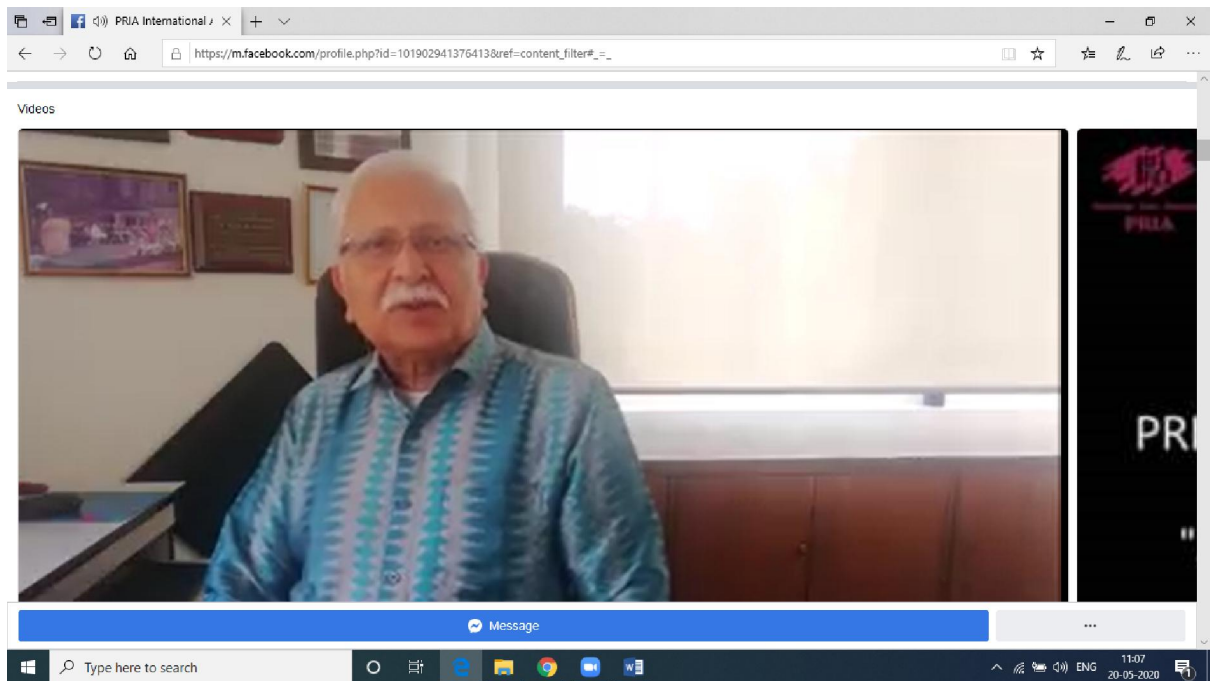 PRIA International A
https://m.facebook.com/profile.php?id=101902941376413&ref=content_filter#_=_
Videos
PRIA
PRI
"
Message
Type here to search
ENG
11:07
20-05-2020
1